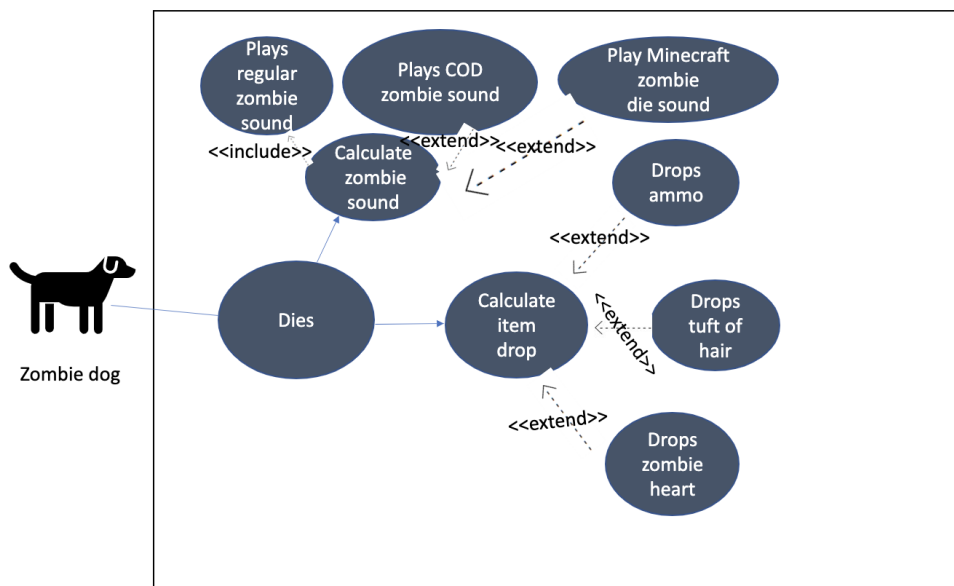 Plays
regular
zombie
sound
Plays COD
zombie sound
Play Minecraft
zombie
die sound
<<include>>
<<extend>>
<<extend>>
Calculate
zombie
sound
Drops
ammo
<<extend>>
Dies
Calculate
item
drop
<<extend>>
Drops
tuft of
hair
Zombie dog
<<extend>>
Drops
zombie
heart